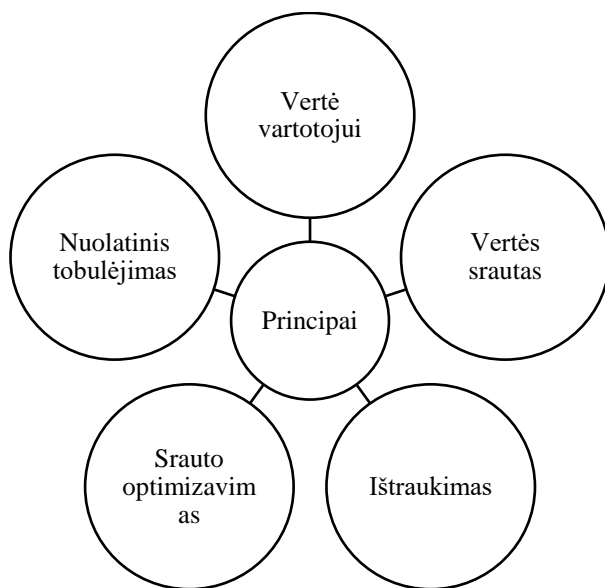 Vertė
vartotojui
Nuolatinis
tobulėjimas
Vertės
srautas
Principai
Srauto
optimizavim
as
Ištraukimas